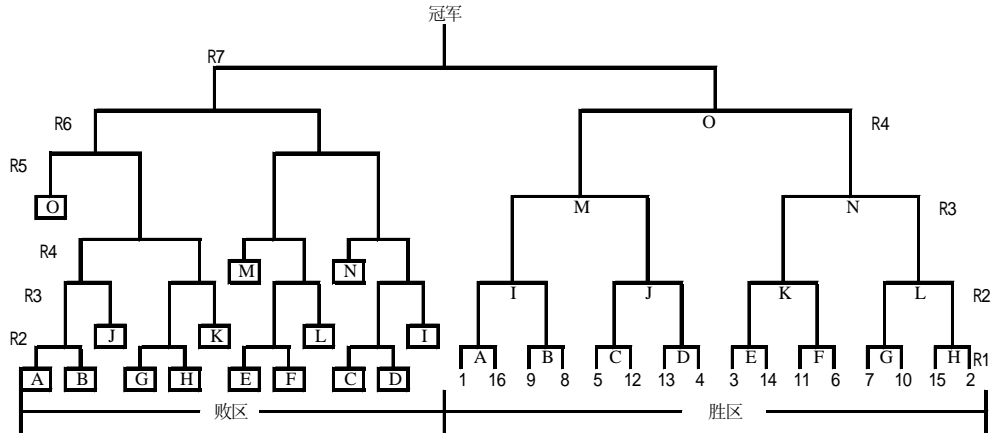 冠军
R7
R6 O R4
R5
O M N R3
R4
M N
R3 I J K L R2
R2 J K L I
A B G H E F C D A B C D E F G H R1
1 16 9 8 5 12 13 4 3 14 11 6 7 10 15 2
败区 胜区